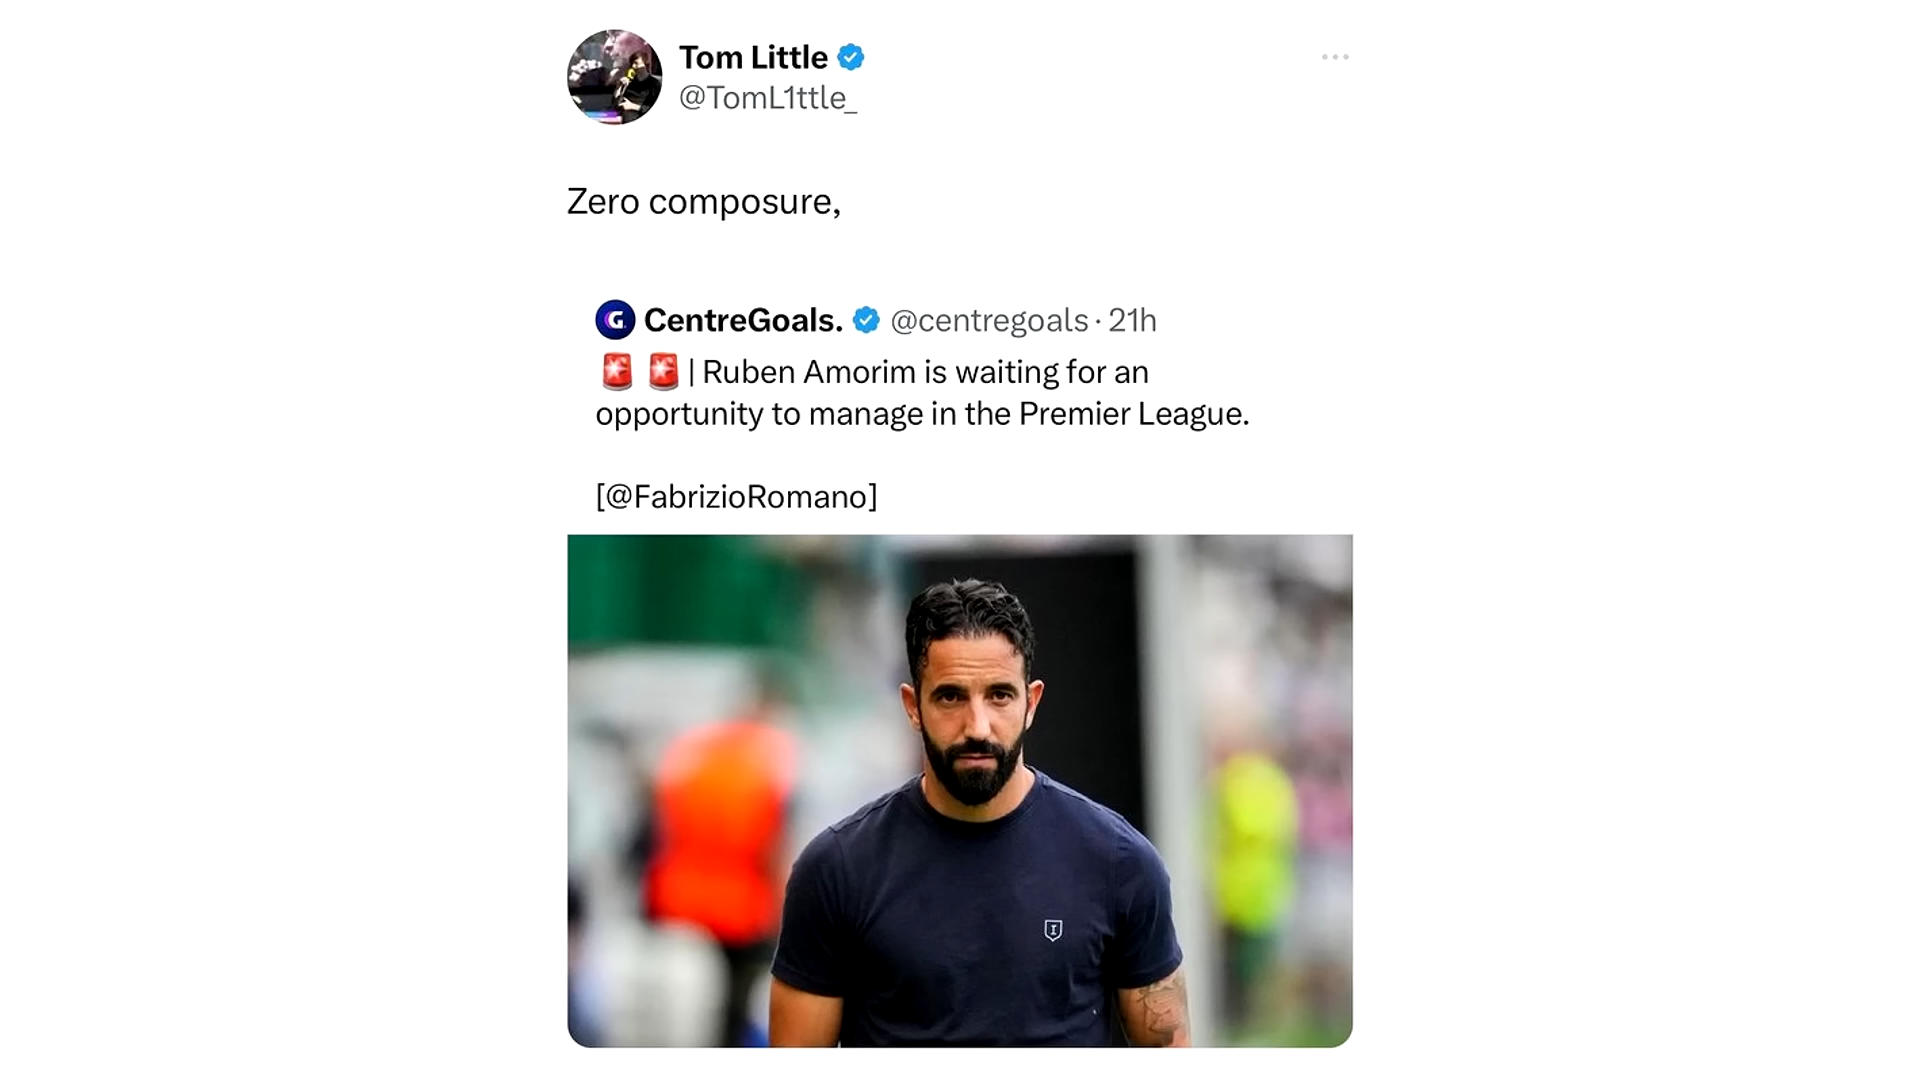 Tom Little
@TomL1ttle_
Zero composure,
G CentreGoals. @centregoals · 21h
🚨 🚨 | Ruben Amorim is waiting for an
opportunity to manage in the Premier League.
[@FabrizioRomano]
I